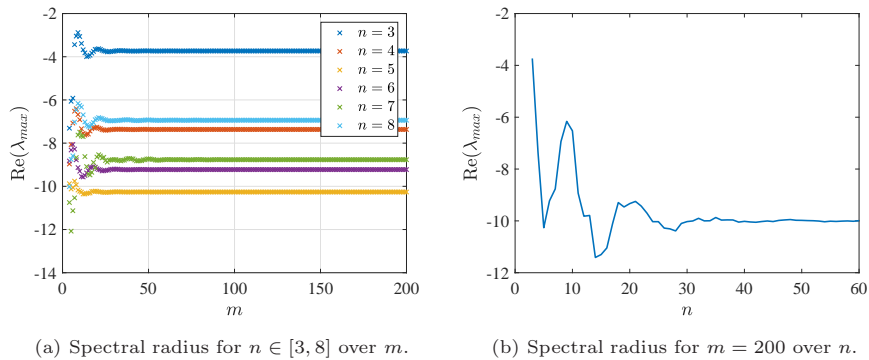 -2
-4
-6
-8
-10
-12
-14
0
50
100
150
200
Re(λmax)
m
n = 3
n = 4
n = 5
n = 6
n = 7
n = 8
(a) Spectral radius for n ∈ [3, 8] over m.
-2
-4
-6
-8
-10
-12
0
10
20
30
40
50
60
Re(λmax)
n
(b) Spectral radius for m = 200 over n.